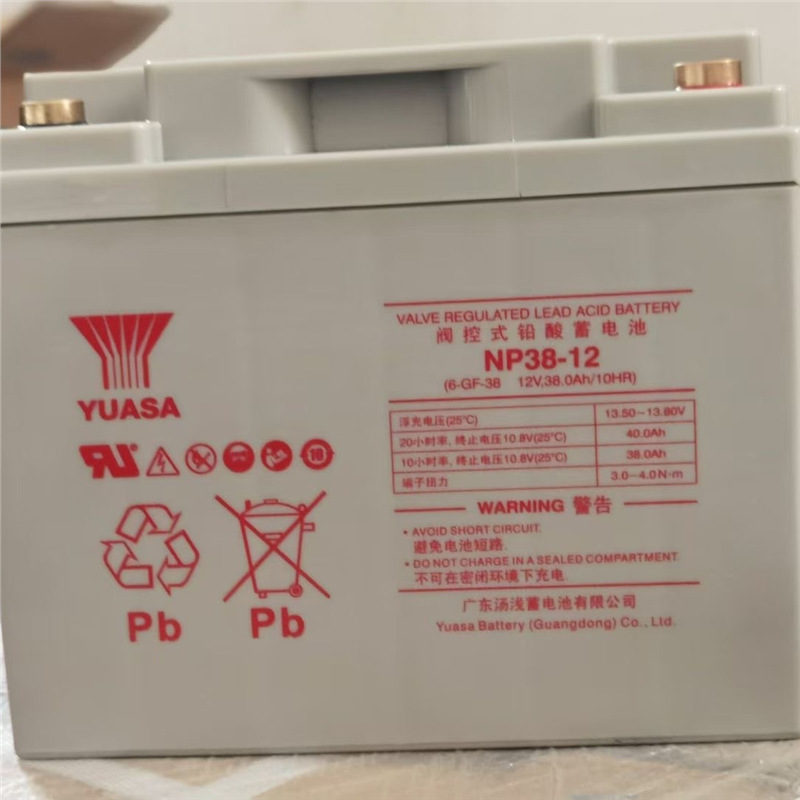 VALVE REGULATED LEAD ACID BATTERY
阀控式铅酸蓄电池
NP38-12
(6-GF-38 12V,38.0Ah/10HR)
YUASA
浮充电压(25℃) 13.50～13.80V
20小时率, 终止电压10.8V(25℃) 40.0Ah
10小时率, 终止电压10.8V(25℃) 38.0Ah
端子扭力 3.0～4.0N·m
WARNING 警告
• AVOID SHORT CIRCUIT.
避免电池短路.
• DO NOT CHARGE IN A SEALED COMPARTMENT.
不可在密闭环境下充电.
广东汤浅蓄电池有限公司
Yuasa Battery (Guangdong) Co., Ltd.
10
Pb Pb